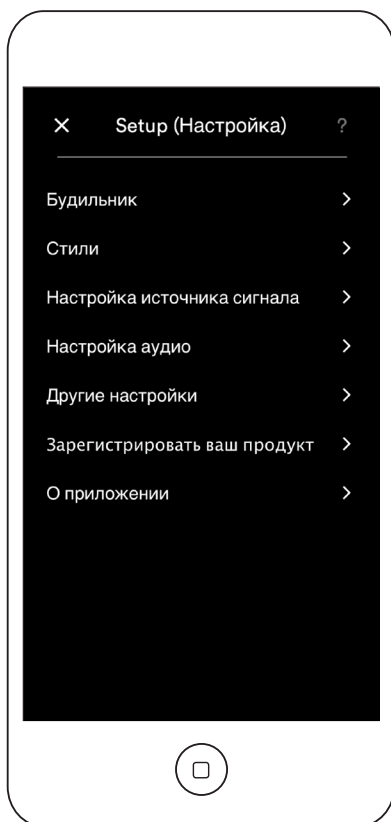 × Setup (Настройка) ?
Будильник >
Стили >
Настройка источника сигнала >
Настройка аудио >
Другие настройки >
Зарегистрировать ваш продукт >
О приложении >